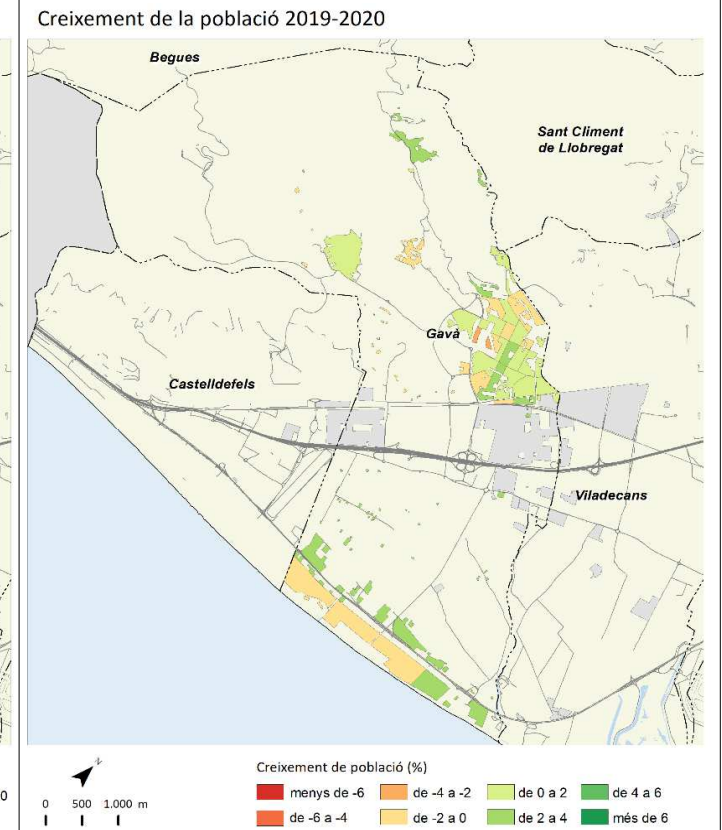 Creixement de la població 2019-2020
Begues
Sant Climent
de Llobregat
Gavà
Castelldefels
Viladecans
0
N
0 500 1.000 m
Creixement de població (%)
menys de -6
de -4 a -2
de 0 a 2
de 4 a 6
de -6 a -4
de -2 a 0
de 2 a 4
més de 6